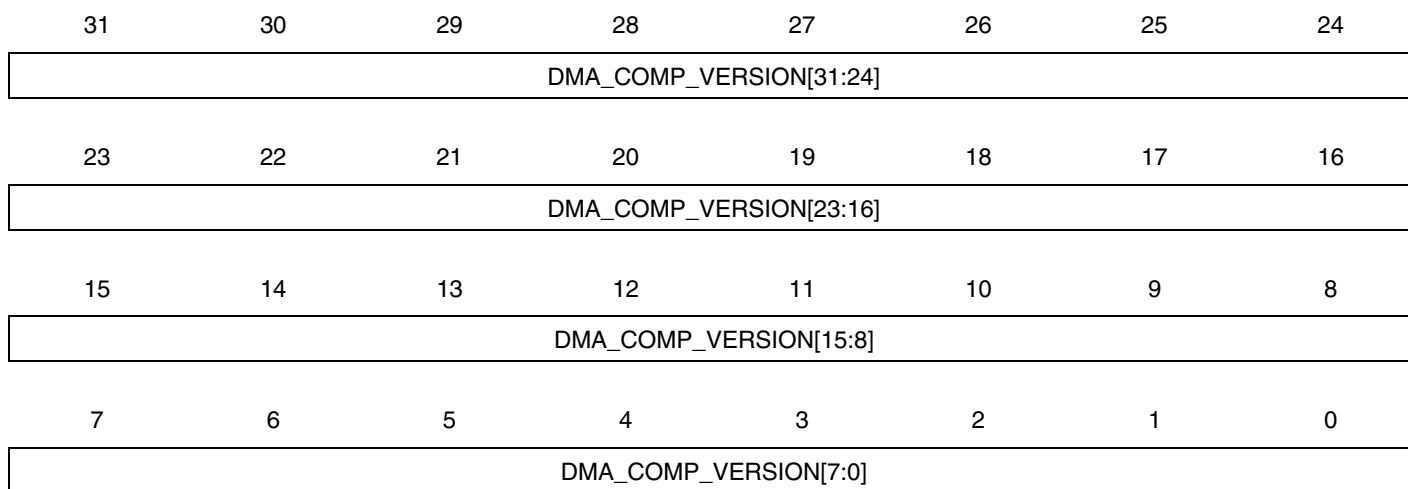 31 30 29 28 27 26 25 24
DMA_COMP_VERSION[31:24]
23 22 21 20 19 18 17 16
DMA_COMP_VERSION[23:16]
15 14 13 12 11 10 9 8
DMA_COMP_VERSION[15:8]
7 6 5 4 3 2 1 0
DMA_COMP_VERSION[7:0]